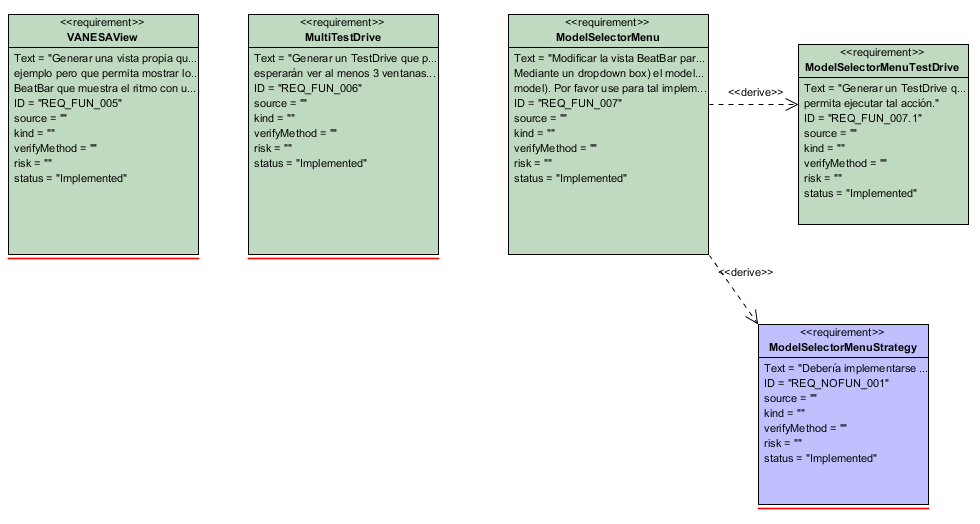 <<requirement>>
VANESAView
Text = "Generar una vista propia qu...
ejemplo pero que permita mostrar lo...
BeatBar que muestra el ritmo con u...
ID = "REQ_FUN_005"
source = ""
kind = ""
verifyMethod = ""
risk = ""
status = "Implemented"
<<requirement>>
MultiTestDrive
Text = "Generar un TestDrive que p...
esperarán ver al menos 3 ventanas...
ID = "REQ_FUN_006"
source = ""
kind = ""
verifyMethod = ""
risk = ""
status = "Implemented"
<<requirement>>
ModelSelectorMenu
Text = "Modificar la vista BeatBar par...
Mediante un dropdown box) el model...
model). Por favor use para tal implem...
ID = "REQ_FUN_007"
source = ""
kind = ""
verifyMethod = ""
risk = ""
status = "Implemented"
<<derive>>
<<requirement>>
ModelSelectorMenuTestDrive
Text = "Generar un TestDrive q...
permita ejecutar tal acción."
ID = "REQ_FUN_007.1"
source = ""
kind = ""
verifyMethod = ""
risk = ""
status = "Implemented"
<<derive>>
<<requirement>>
ModelSelectorMenuStrategy
Text = "Debería implementarse ...
ID = "REQ_NOFUN_001"
source = ""
kind = ""
verifyMethod = ""
risk = ""
status = "Implemented"